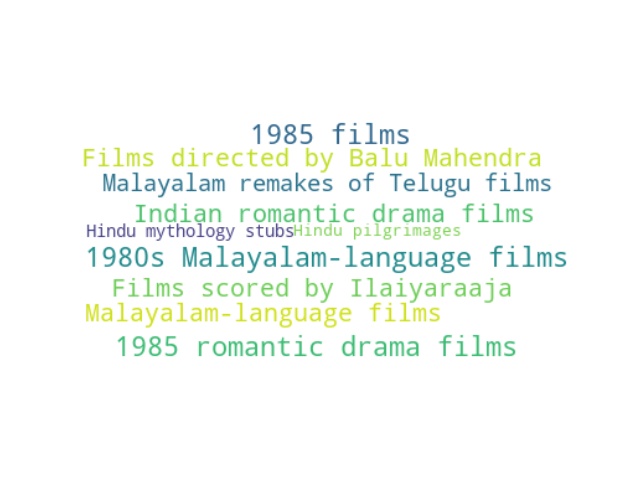 1985 films
Films directed by Balu Mahendra
Malayalam remakes of Telugu films
Indian romantic drama films
Hindu mythology stubs Hindu pilgrimages
1980s Malayalam-language films
Films scored by Ilaiyaraaja
Malayalam-language films
1985 romantic drama films